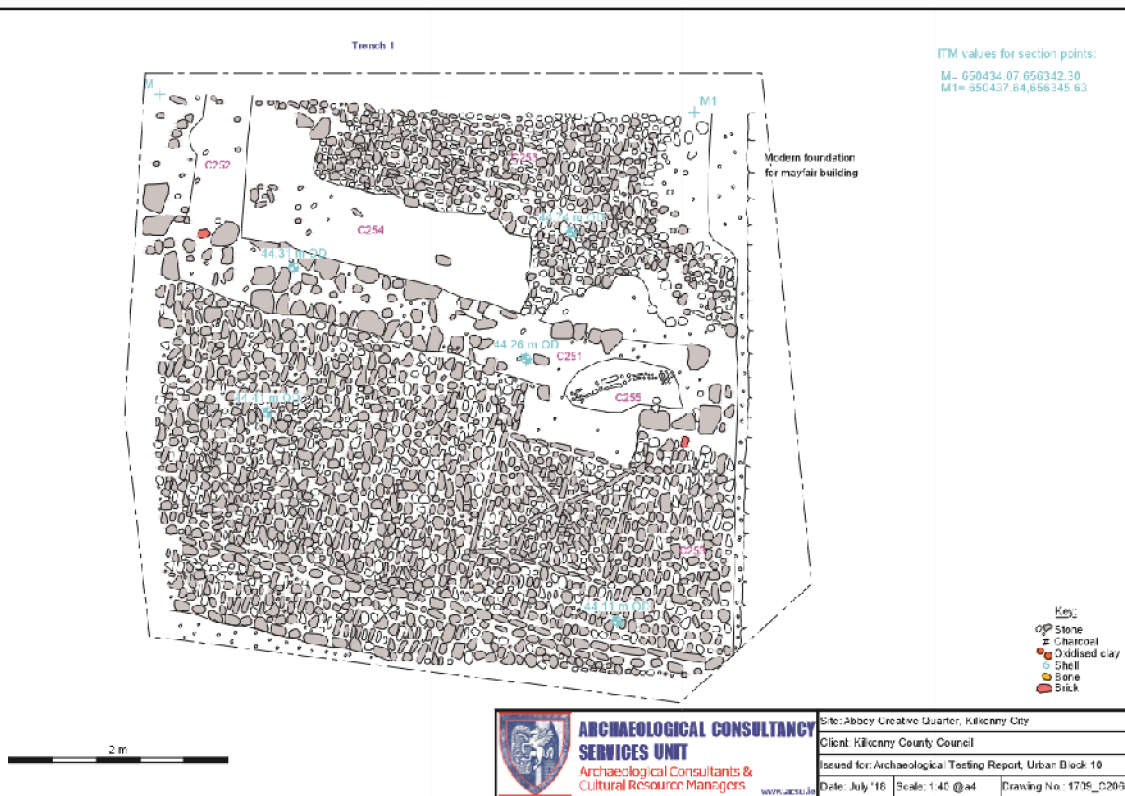 Trench 1
ITM values for section points:
M= 650434.07,656342.30
M1= 650437.64,656345.63
M
M1
C252
C253
Modern foundation
for mayfair building
C254
44.31 m OD
44.26 m OD
C251
C255
44.11 m OD
Key:
Stone
Charcoal
Oxidised clay
Shell
Bone
Brick
2 m
ARCHAEOLOGICAL CONSULTANCY
SERVICES UNIT
Archaeological Consultants &
Cultural Resource Managers
www.acsu.ie
Site: Abbey Creative Quarter, Kilkenny City
Client: Kilkenny County Council
Issued for: Archaeological Testing Report, Urban Block 10
Date: July '18
Scale: 1:40 @a4
Drawing No.: 1709_C206